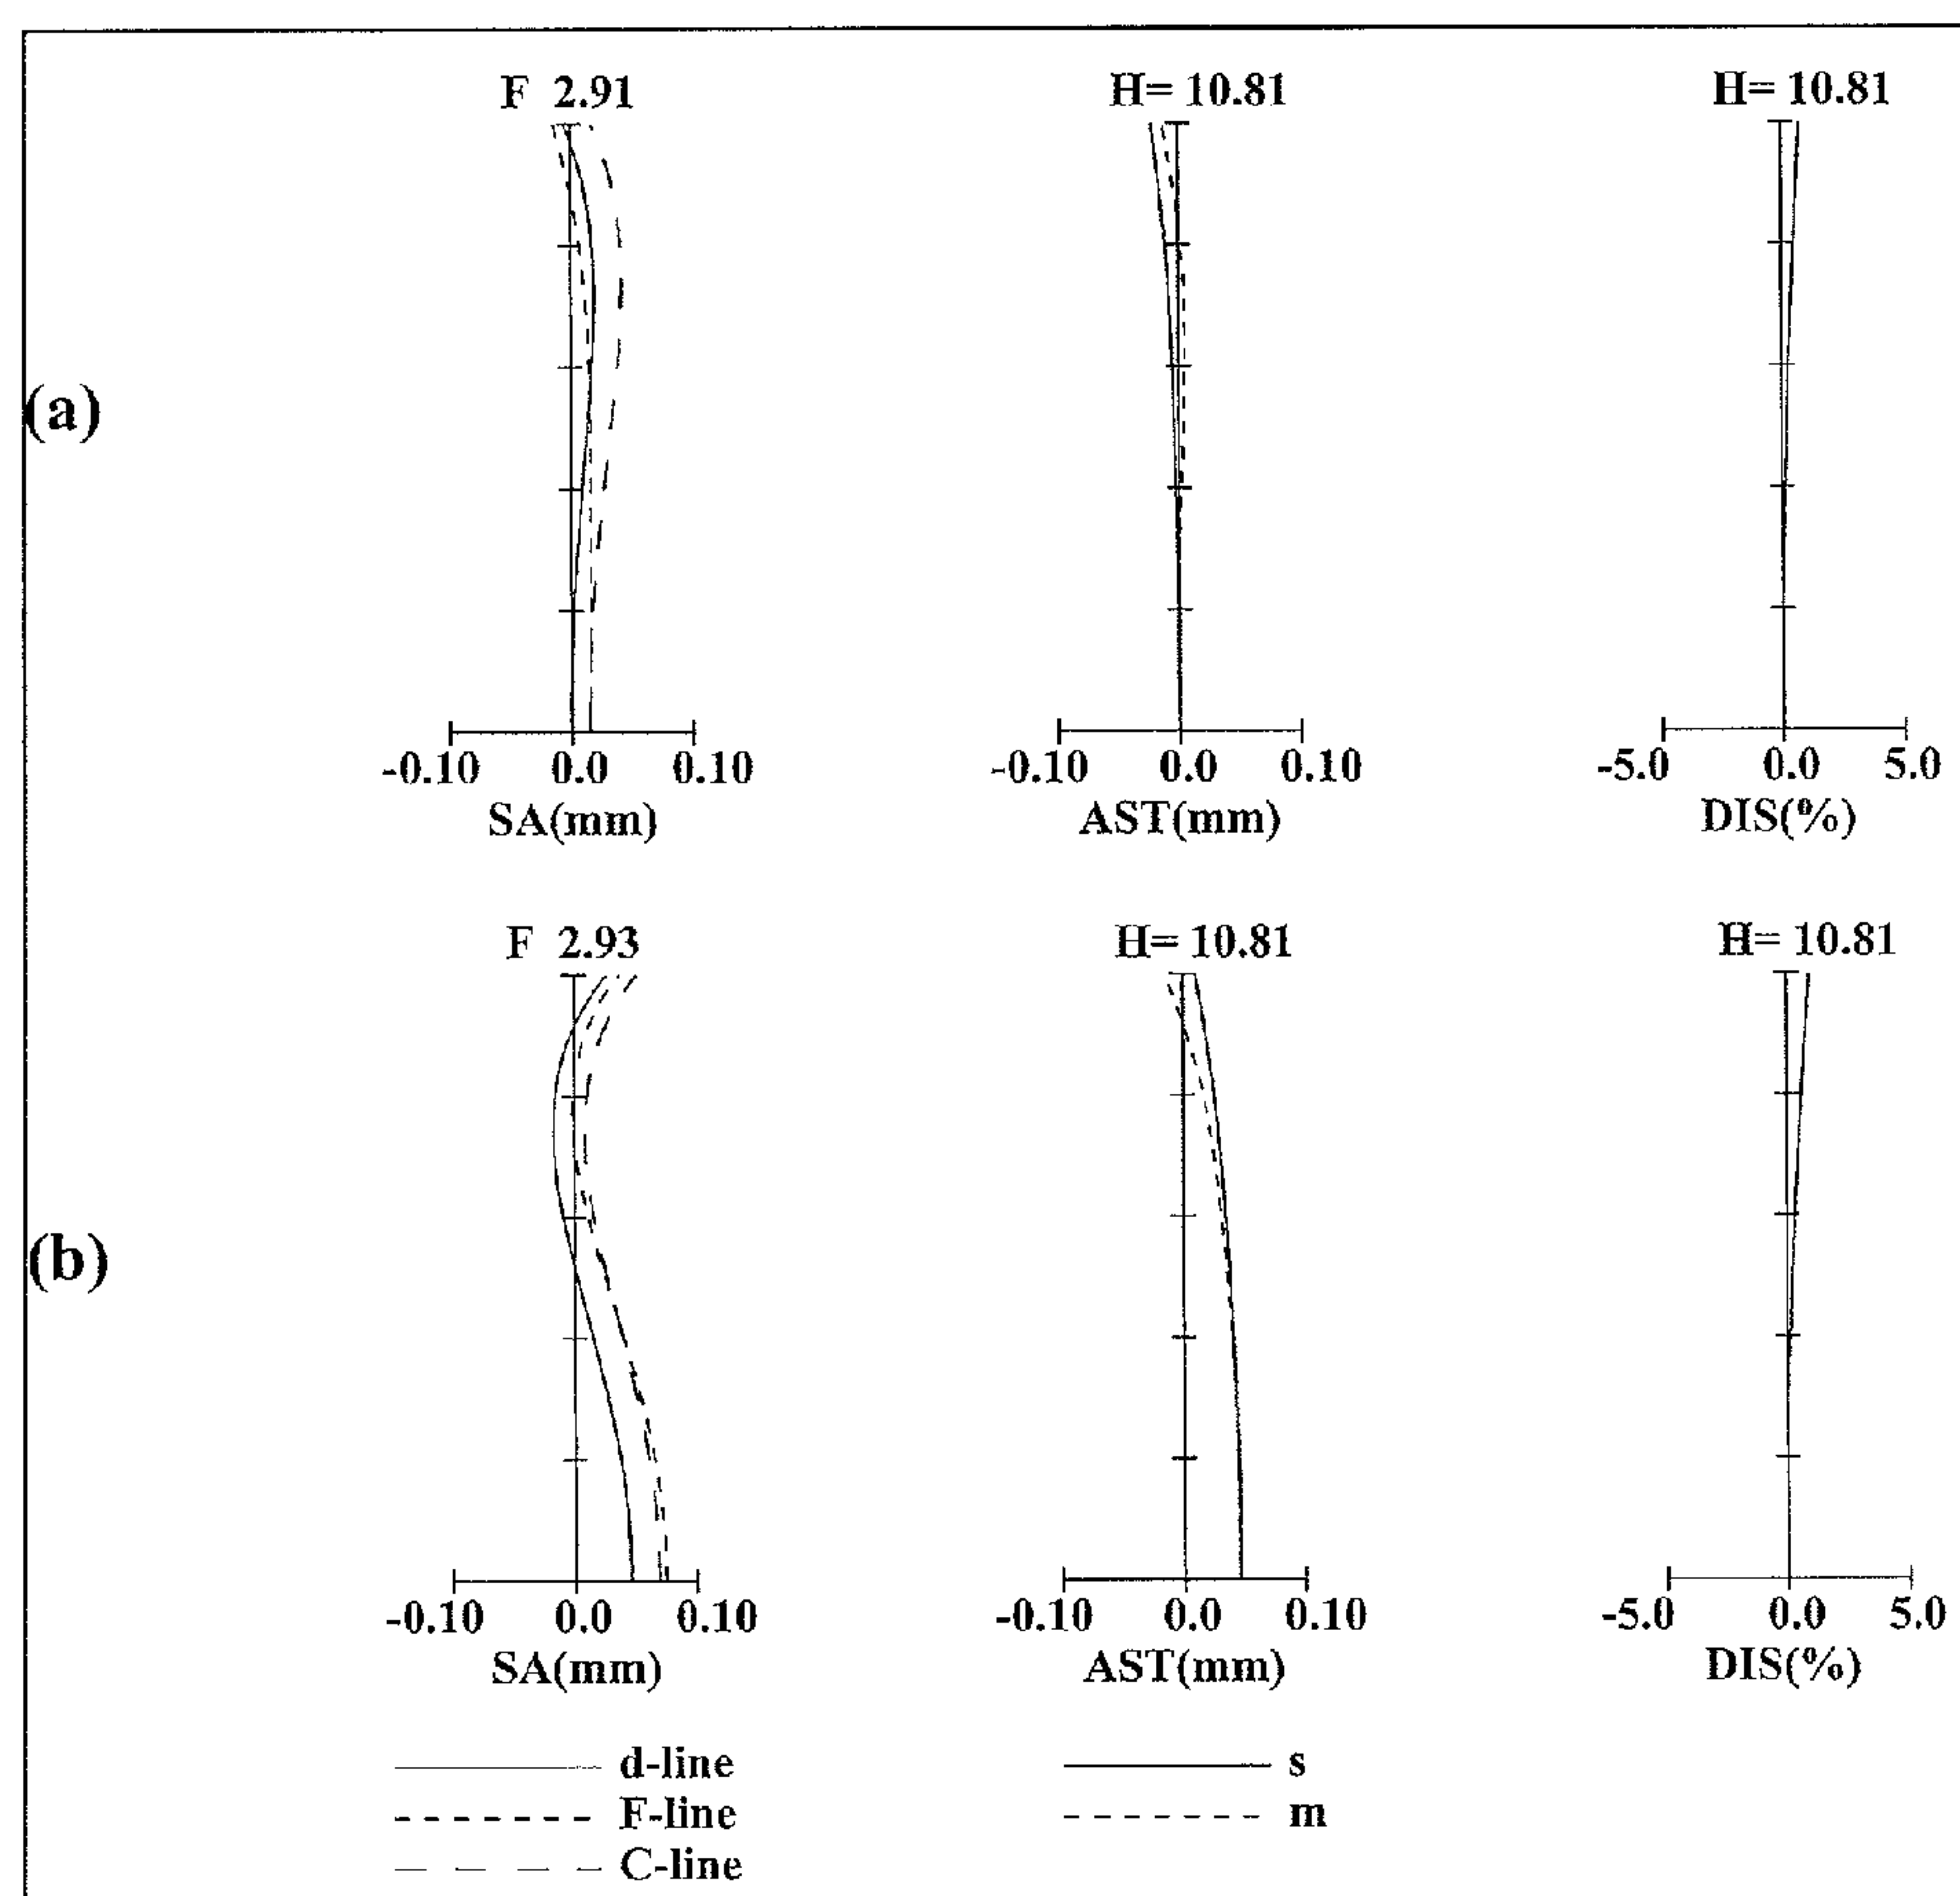 F 2.91 H= 10.81 H= 10.81
(a)
-0.10 0.0 0.10 -0.10 0.0 0.10 -5.0 0.0 5.0
SA(mm) AST(mm) DIS(%)
F 2.93 H= 10.81 H= 10.81
(b)
-0.10 0.0 0.10 -0.10 0.0 0.10 -5.0 0.0 5.0
SA(mm) AST(mm) DIS(%)
d-line s
F-line m
C-line